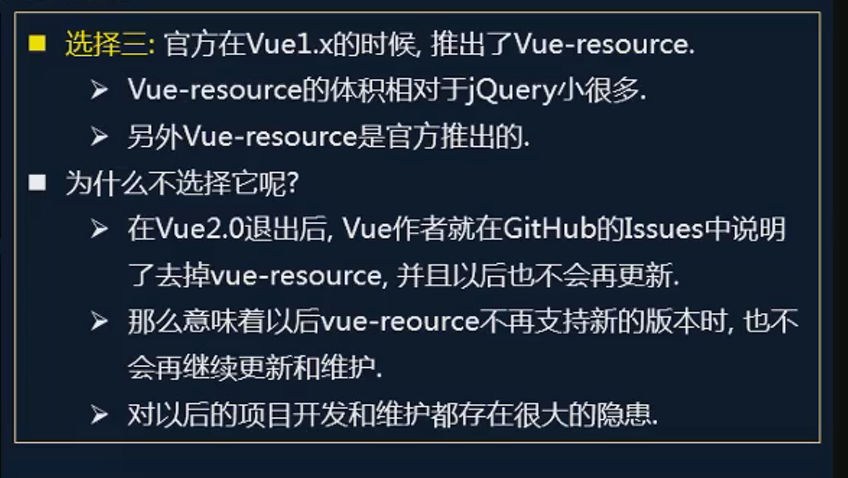 选择三: 官方在Vue1.x的时候, 推出了Vue-resource.
Vue-resource的体积相对于jQuery小很多.
另外Vue-resource是官方推出的.
为什么不选择它呢?
在Vue2.0退出后, Vue作者就在GitHub的Issues中说明
了去掉vue-resource, 并且以后也不会再更新.
那么意味着以后vue-reource不再支持新的版本时, 也不
会再继续更新和维护.
对以后的项目开发和维护都存在很大的隐患.